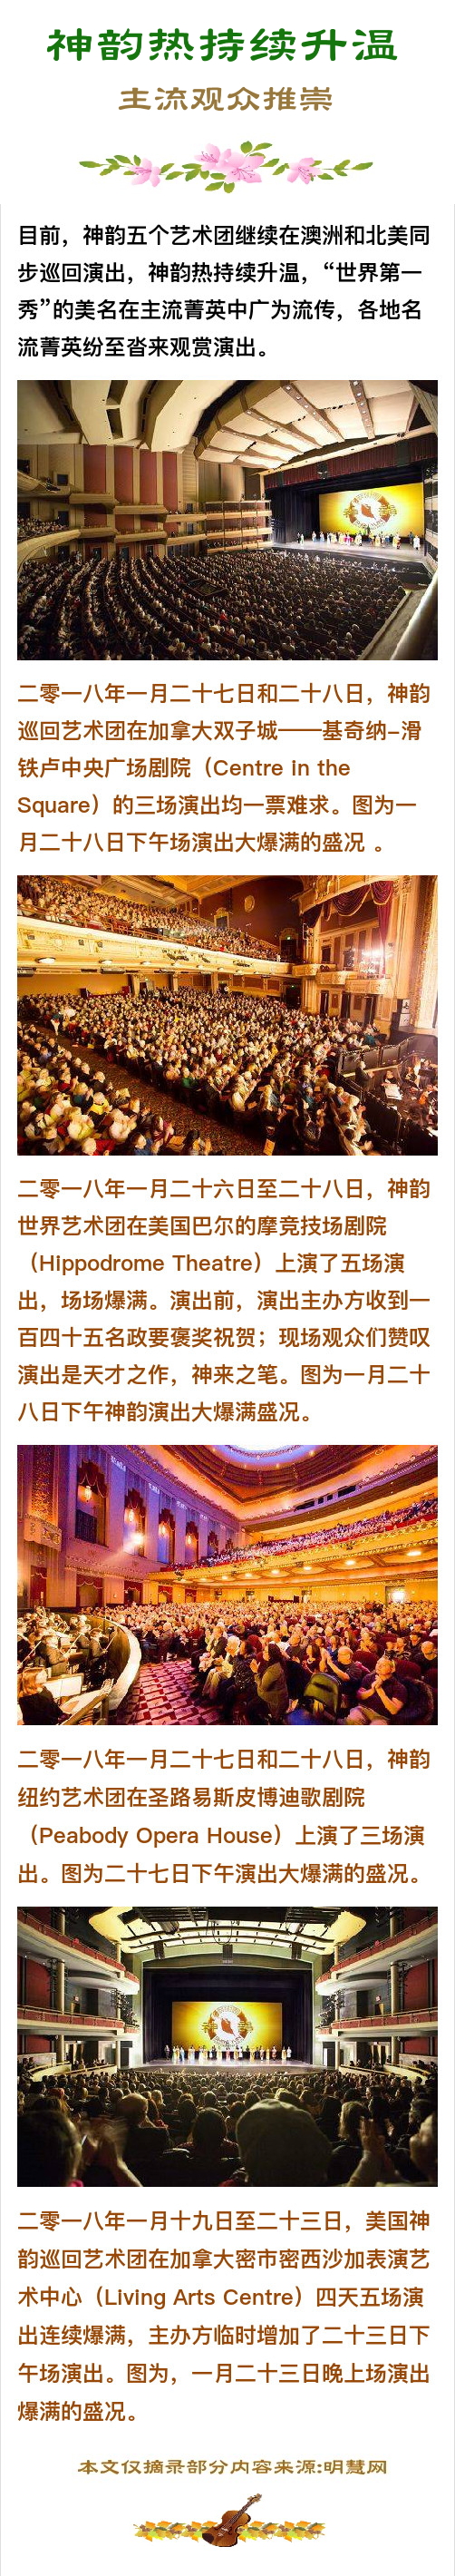 神韵热持续升温
主流观众推崇
目前，神韵五个艺术团继续在澳洲和北美同
步巡回演出，神韵热持续升温，“世界第一
秀”的美名在主流菁英中广为流传，各地名
流菁英纷至沓来观赏演出。
二零一八年一月二十七日和二十八日，神韵
巡回艺术团在加拿大双子城——基奇纳-滑
铁卢中央广场剧院（Centre in the
Square）的三场演出均一票难求。图为一
月二十八日下午场演出大爆满的盛况 。
二零一八年一月二十六日至二十八日，神韵
世界艺术团在美国巴尔的摩竞技场剧院
（Hippodrome Theatre）上演了五场演
出，场场爆满。演出前，演出主办方收到一
百四十五名政要褒奖祝贺；现场观众们赞叹
演出是天才之作，神来之笔。图为一月二十
八日下午神韵演出大爆满盛况。
二零一八年一月二十七日和二十八日，神韵
纽约艺术团在圣路易斯皮博迪歌剧院
（Peabody Opera House）上演了三场演
出。图为二十七日下午演出大爆满的盛况。
二零一八年一月十九日至二十三日，美国神
韵巡回艺术团在加拿大密市密西沙加表演艺
术中心（Living Arts Centre）四天五场演
出连续爆满，主办方临时增加了二十三日下
午场演出。图为，一月二十三日晚上场演出
爆满的盛况。
本文仅摘录部分内容来源:明慧网